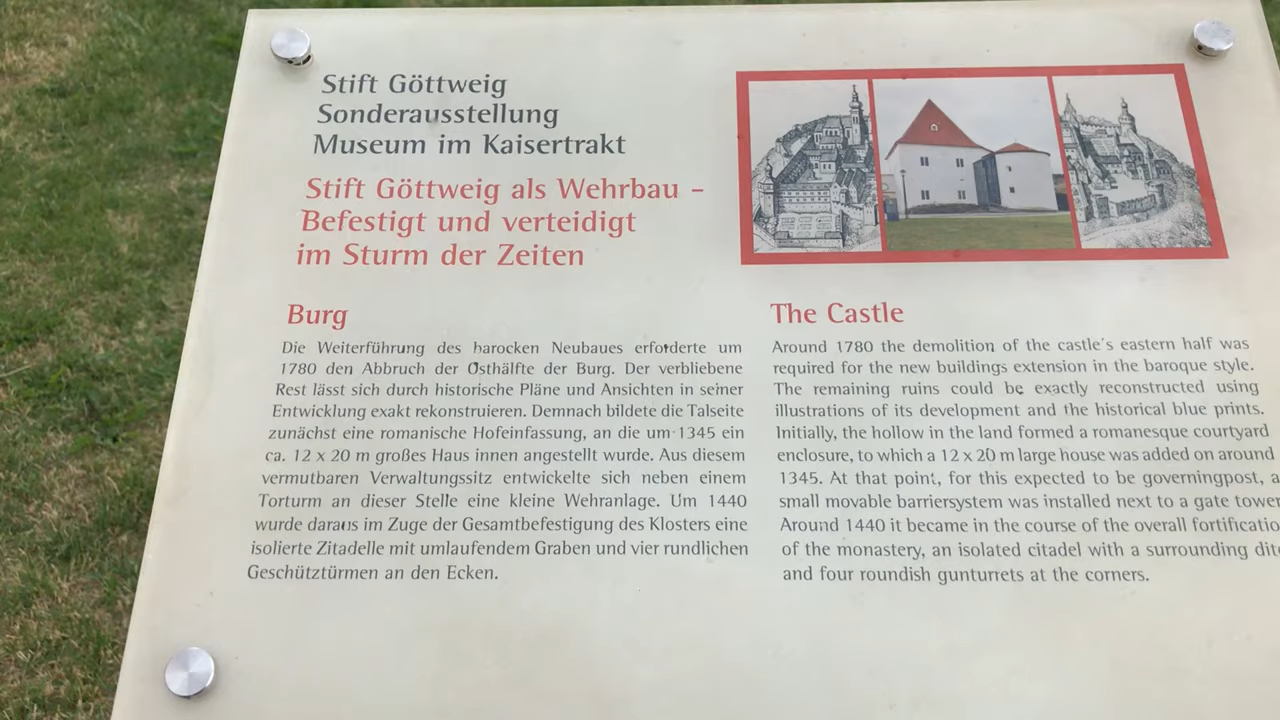 Stift Göttweig
Sonderausstellung
Museum im Kaisertrakt
Stift Göttweig als Wehrbau –
Befestigt und verteidigt
im Sturm der Zeiten
Burg
Die Weiterführung des barocken Neubaues erforderte um
1780 den Abbruch der Osthälfte der Burg. Der verbliebene
Rest lässt sich durch historische Pläne und Ansichten in seiner
Entwicklung exakt rekonstruieren. Demnach bildete die Talseite
zunächst eine romanische Hofeinfassung, an die um 1345 ein
ca. 12 x 20 m großes Haus innen angestellt wurde. Aus diesem
vermutbaren Verwaltungssitz entwickelte sich neben einem
Torturm an dieser Stelle eine kleine Wehranlage. Um 1440
wurde daraus im Zuge der Gesamtbefestigung des Klosters eine
isolierte Zitadelle mit umlaufendem Graben und vier rundlichen
Geschütztürmen an den Ecken.
The Castle
Around 1780 the demolition of the castle´s eastern half was
required for the new buildings extension in the baroque style.
The remaining ruins could be exactly reconstructed using
illustrations of its development and the historical blue prints.
Initially, the hollow in the land formed a romanesque courtyard
enclosure, to which a 12 x 20 m large house was added on around
1345. At that point, for this expected to be governingpost, a
small movable barriersystem was installed next to a gate tower
Around 1440 it became in the course of the overall fortificatio
of the monastery, an isolated citadel with a surrounding dit
and four roundish gunturrets at the corners.